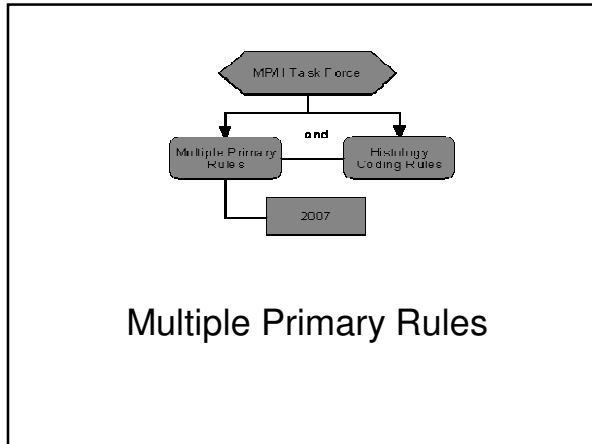 MP/H Task Force
and
Multiple Primary
Rules
Histology
Coding Rules
2007
Multiple Primary Rules